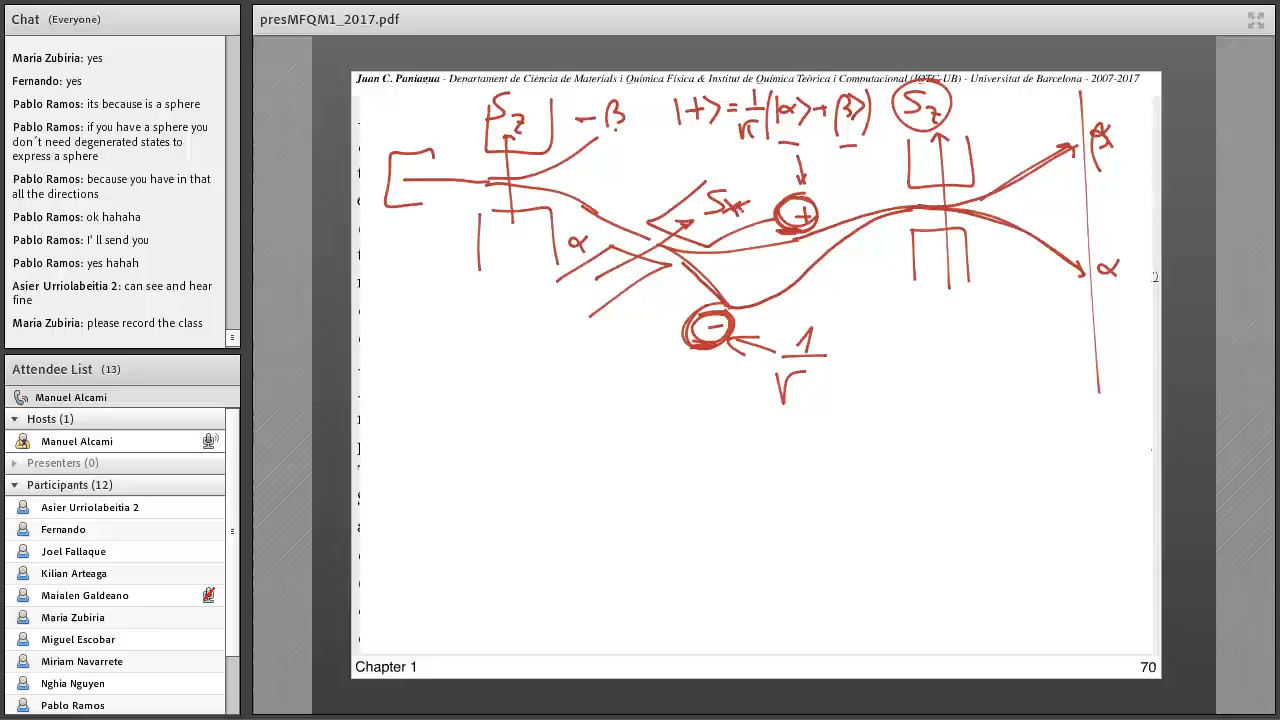 Chat (Everyone)
Maria Zubiria: yes
Fernando: yes
Pablo Ramos: its because is a sphere
Pablo Ramos: if you have a sphere you
don´t need degenerated states to
express a sphere
Pablo Ramos: because you have in that
all the directions
Pablo Ramos: ok hahaha
Pablo Ramos: I´ ll send you
Pablo Ramos: yes hahah
Asier Urriolabeitia 2: can see and hear
fine
Maria Zubiria: please record the class
Attendee List (13)
Manuel Alcami
Hosts (1)
Manuel Alcami
Presenters (0)
Participants (12)
Asier Urriolabeitia 2
Fernando
Joel Fallaque
Kilian Arteaga
Maialen Galdeano
Maria Zubiria
Miguel Escobar
Miriam Navarrete
Nghia Nguyen
Pablo Ramos
presMFQM1_2017.pdf
Juan C. Paniagua - Departament de Ciència de Materials i Química Física & Institut de Química Teòrica i Computacional (IQTC-UB) - Universitat de Barcelona - 2007-2017
Sz
- β
|+> = 1/√ (|α> + |β>)
Sz
β
α
Sx
+
α
-
1/√
Chapter 1
70